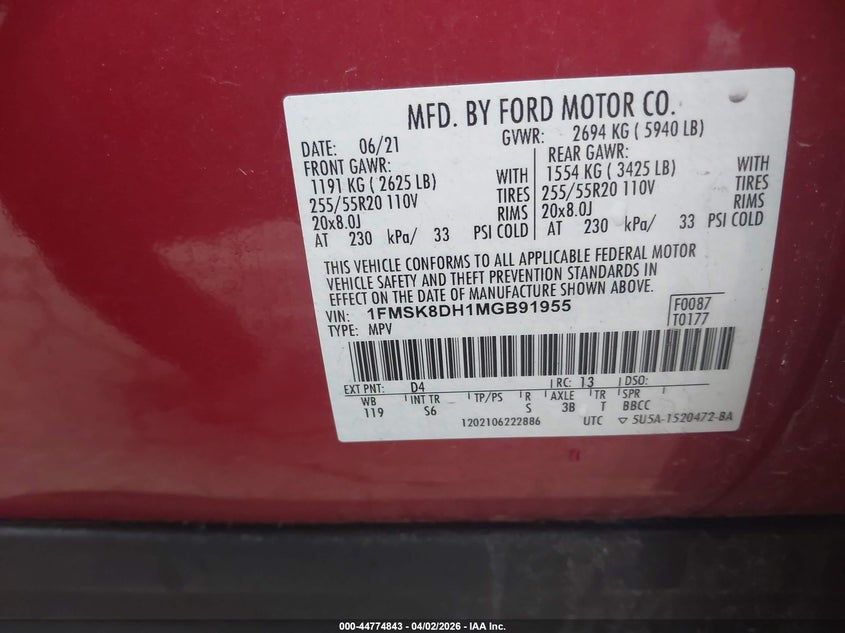 MFD. BY FORD MOTOR CO.
DATE: 06/21 GVWR: 2694 KG ( 5940 LB)
FRONT GAWR: REAR GAWR:
1191 KG ( 2625 LB) WITH 1554 KG ( 3425 LB) WITH
255/55R20 110V TIRES 255/55R20 110V TIRES
20x8.0J RIMS 20x8.0J RIMS
AT 230 kPa/ 33 PSI COLD AT 230 kPa/ 33 PSI COLD
THIS VEHICLE CONFORMS TO ALL APPLICABLE FEDERAL MOTOR
VEHICLE SAFETY AND THEFT PREVENTION STANDARDS IN
EFFECT ON THE DATE OF MANUFACTURE SHOWN ABOVE.
VIN: 1FMSK8DH1MGB91955 F0087
TYPE: MPV T0177
EXT PNT: D4 RC: 13 DSO:
WB INT TR TP/PS R AXLE TR SPR
119 S6 S 3B T BBCC
1202106222886 UTC ▽ 5U5A-1520472-BA
000-44774843 | 04/02/2026 - IAA Inc.